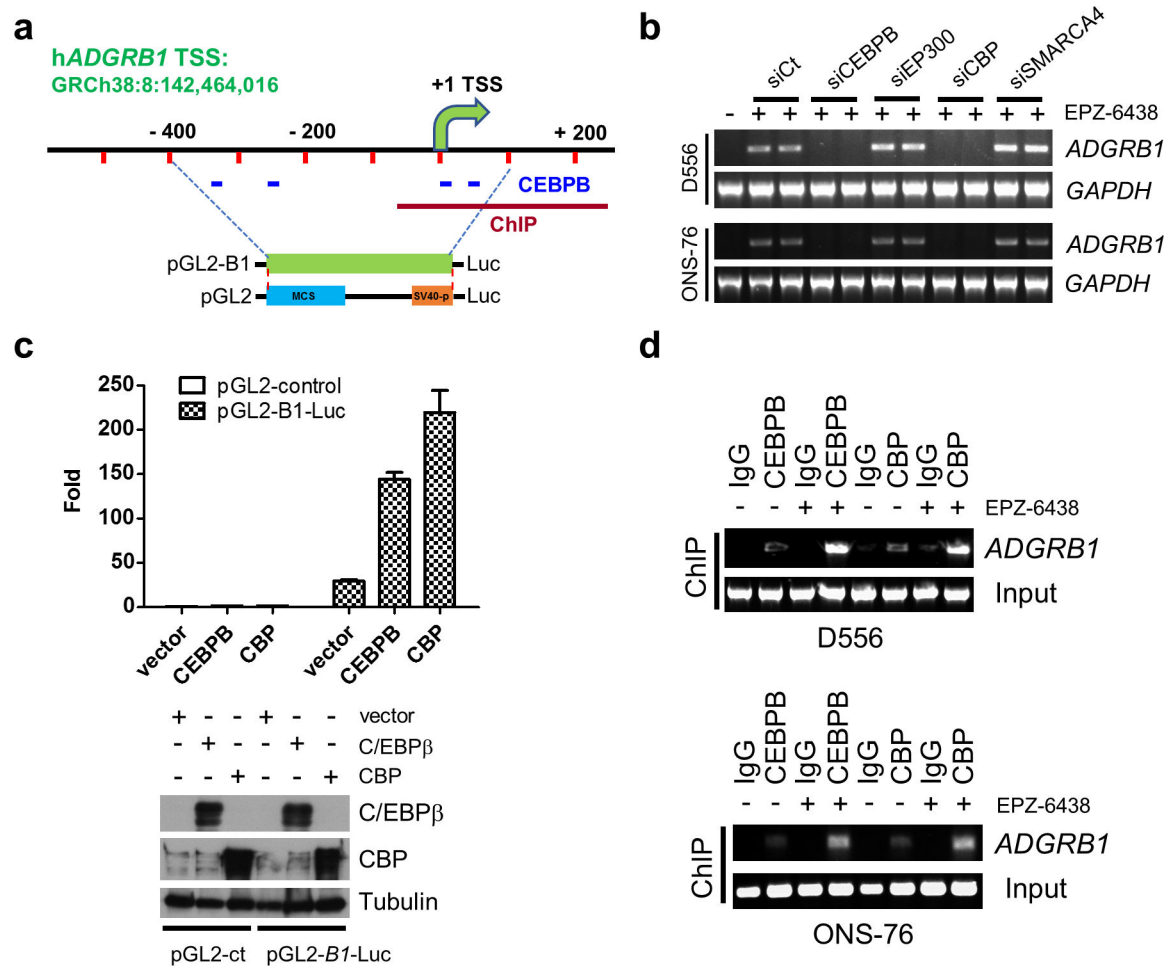 a
hADGRB1 TSS:
GRCh38:8:142,464,016
+1 TSS
- 400 - 200 + 200
CEBPB
ChIP
pGL2-B1 Luc
pGL2 MCS SV40-p Luc
b
siCt siCEBPB siEP300 siCBP siSMARCA4
- + + + + + + + + + + EPZ-6438
D556
ADGRB1
GAPDH
ONS-76
ADGRB1
GAPDH
c
pGL2-control
pGL2-B1-Luc
Fold
250
200
150
100
50
0
vector CEBPB CBP vector CEBPB CBP
+ - - + - - vector
- + - - + - C/EBPβ
- - + - - + CBP
C/EBPβ
CBP
Tubulin
pGL2-ct pGL2-B1-Luc
d
IgG CEBPB IgG CEBPB IgG CBP IgG CBP
- - + + - - + + EPZ-6438
ChIP
ADGRB1
Input
D556
IgG CEBPB IgG CEBPB IgG CBP IgG CBP
- - + + - - + + EPZ-6438
ChIP
ADGRB1
Input
ONS-76